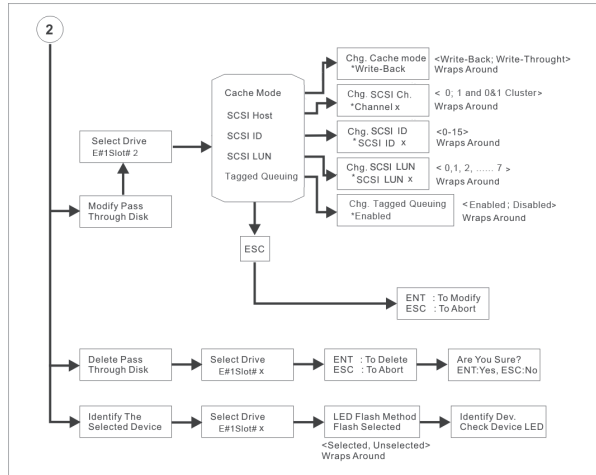 2
Cache Mode
SCSI Host
SCSI ID
SCSI LUN
Tagged Queuing
Chg. Cache mode
*Write-Back
<Write-Back; Write-Throught>
Wraps Around
Chg. SCSI Ch.
*Channel x
< 0; 1 and 0&1 Cluster>
Wraps Around
Chg. SCSI ID
*SCSI ID x
<0-15>
Wraps Around
Chg. SCSI LUN
*SCSI LUN x
< 0,1, 2, ...... 7 >
Wraps Around
Chg. Tagged Queuing
*Enabled
<Enabled; Disabled>
Wraps Around
Select Drive
E#1Slot# 2
Modify Pass
Through Disk
ESC
ENT : To Modify
ESC : To Abort
Delete Pass
Through Disk
Select Drive
E#1Slot# x
ENT : To Delete
ESC : To Abort
Are You Sure?
ENT:Yes, ESC:No
Identify The
Selected Device
Select Drive
E#1Slot# x
LED Flash Method
Flash Selected
<Selected, Unselected>
Wraps Around
Identify Dev.
Check Device LED